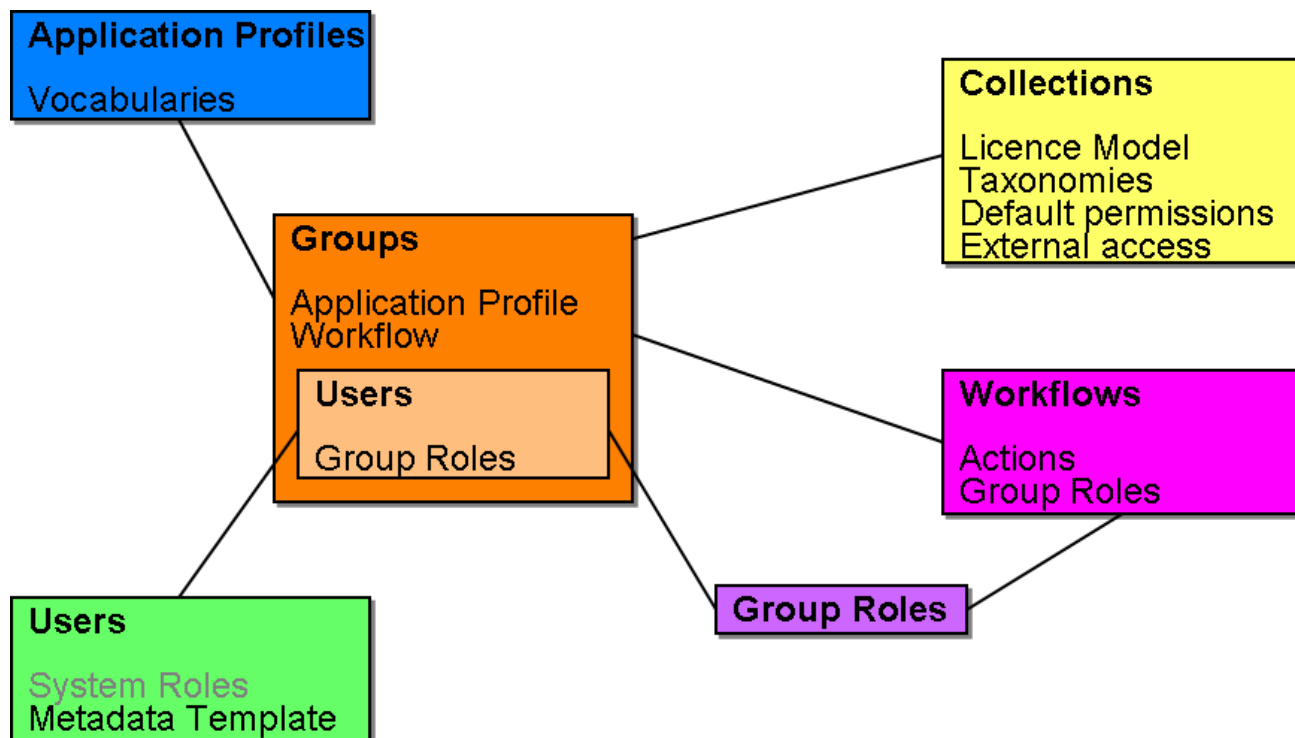 Application Profiles
Vocabularies
Collections
Licence Model
Taxonomies
Default permissions
External access
Groups
Application Profile
Workflow
Users
Group Roles
Workflows
Actions
Group Roles
Group Roles
Users
System Roles
Metadata Template